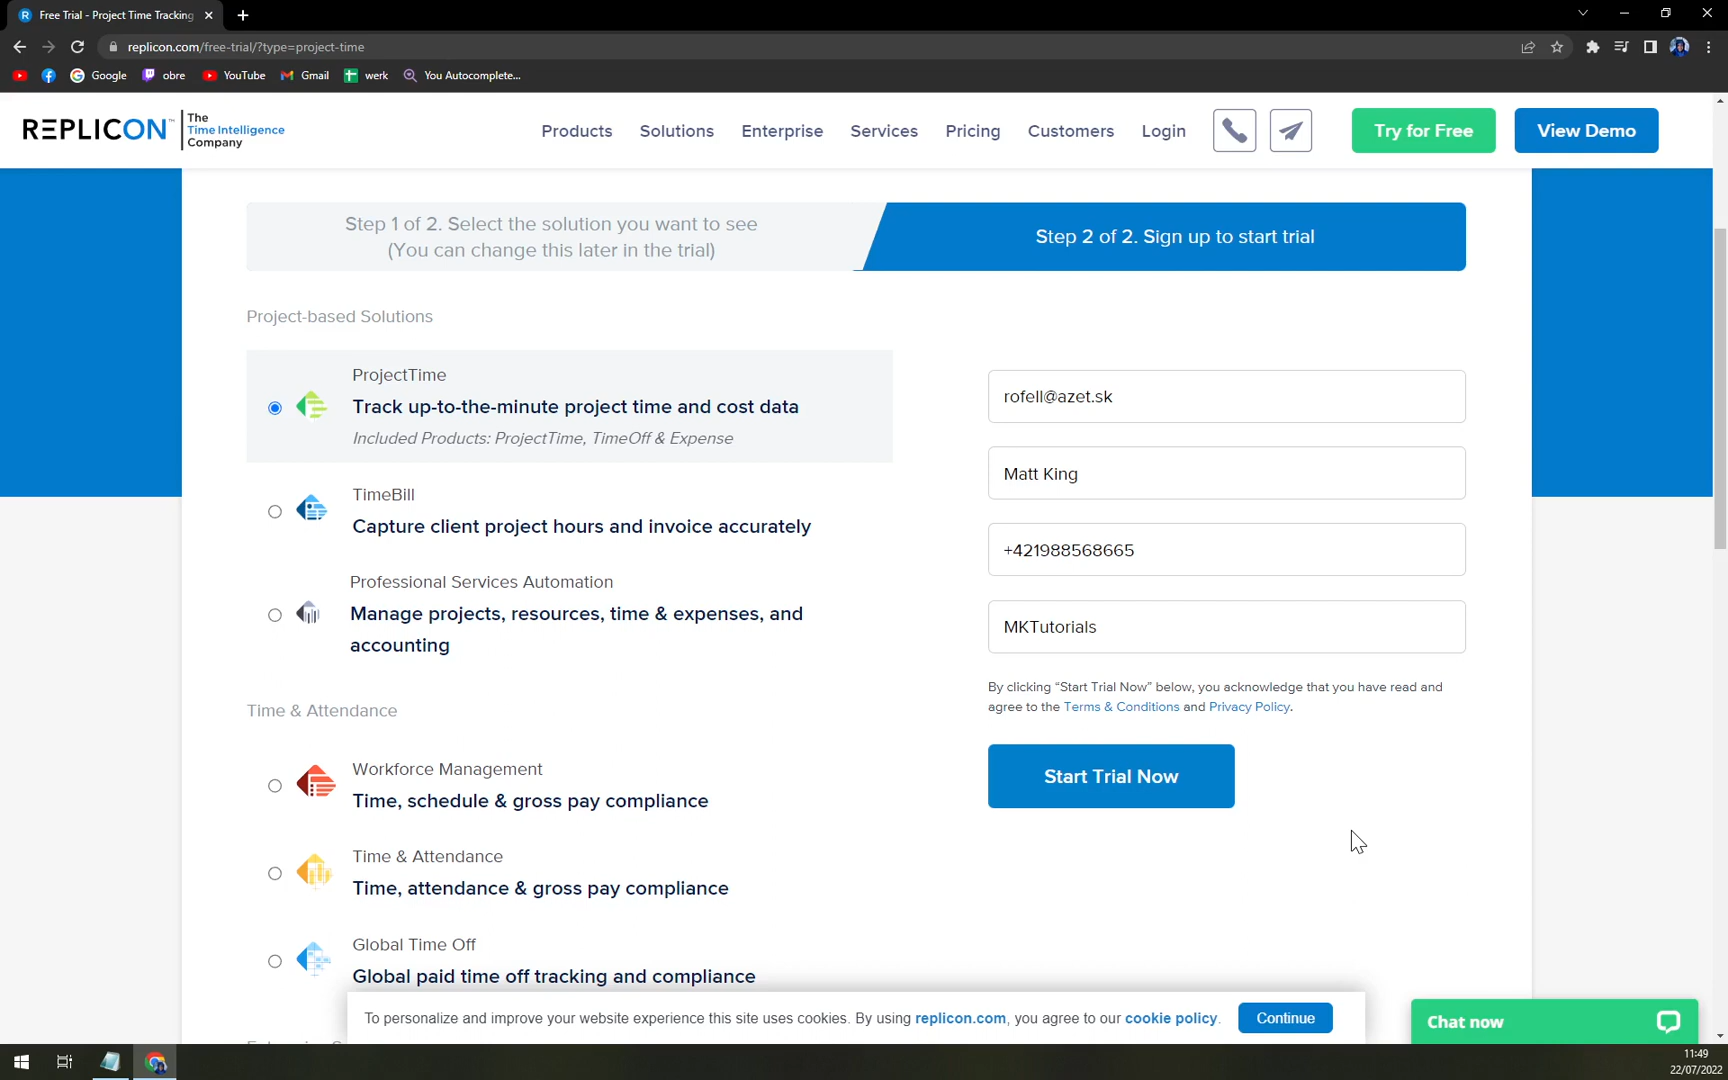 Free Trial - Project Time Tracking
replicon.com/free-trial/?type=project-time
Google
obre
YouTube
Gmail
werk
You Autocomplete...
REPLICON™
The
Time Intelligence
Company
Products
Solutions
Enterprise
Services
Pricing
Customers
Login
Try for Free
View Demo
Step 1 of 2. Select the solution you want to see
(You can change this later in the trial)
Step 2 of 2. Sign up to start trial
Project-based Solutions
ProjectTime
Track up-to-the-minute project time and cost data
Included Products: ProjectTime, TimeOff & Expense
TimeBill
Capture client project hours and invoice accurately
Professional Services Automation
Manage projects, resources, time & expenses, and
accounting
Time & Attendance
Workforce Management
Time, schedule & gross pay compliance
Time & Attendance
Time, attendance & gross pay compliance
Global Time Off
Global paid time off tracking and compliance
rofell@azet.sk
Matt King
+421988568665
MKTutorials
By clicking “Start Trial Now” below, you acknowledge that you have read and
agree to the Terms & Conditions and Privacy Policy.
Start Trial Now
To personalize and improve your website experience this site uses cookies. By using replicon.com, you agree to our cookie policy.
Continue
Chat now
11:49
22/07/2022